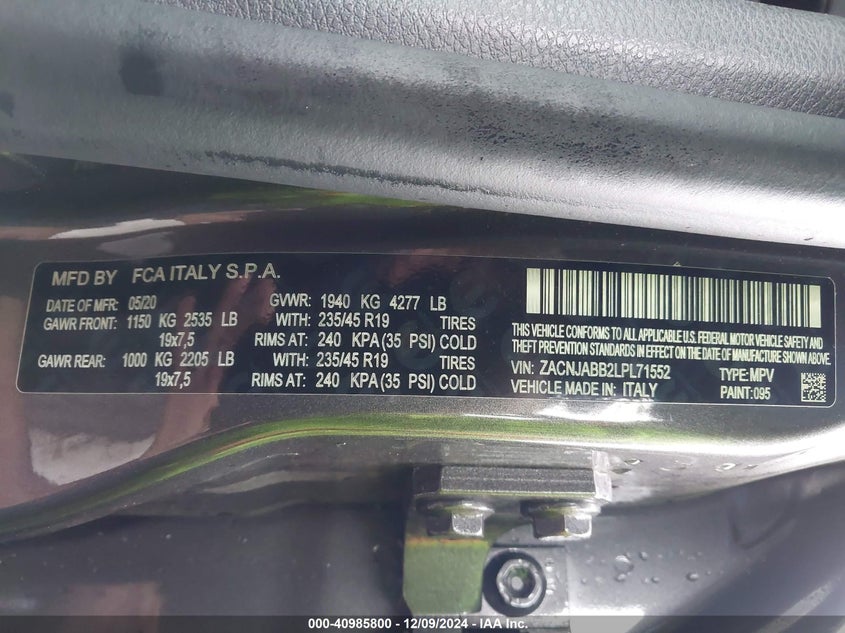 MFD BY FCA ITALY S.P.A.
DATE OF MFR: 05/20 GVWR: 1940 KG 4277 LB
GAWR FRONT: 1150 KG 2535 LB WITH: 235/45 R19 TIRES
19x7,5 RIMS AT: 240 KPA (35 PSI) COLD
GAWR REAR: 1000 KG 2205 LB WITH: 235/45 R19 TIRES
19x7,5 RIMS AT: 240 KPA (35 PSI) COLD
THIS VEHICLE CONFORMS TO ALL APPLICABLE U.S. FEDERAL MOTOR VEHICLE SAFETY AND
THEFT PREVENTION STANDARDS IN EFFECT ON THE DATE OF MANUFACTURE SHOWN ABOVE.
VIN: ZACNJABB2LPL71552 TYPE: MPV
VEHICLE MADE IN: ITALY PAINT: 095
000-40985800 - 12/09/2024 - IAA Inc.